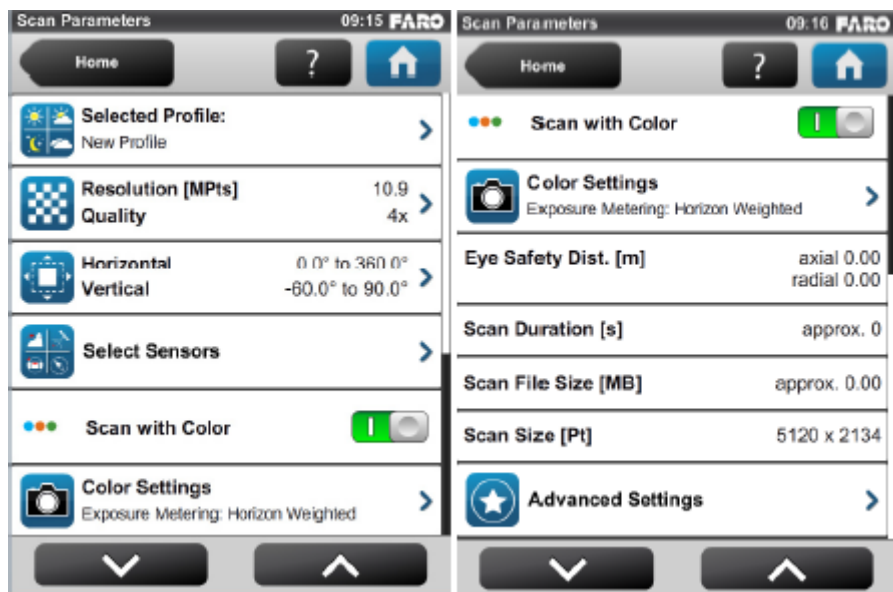 Scan Parameters 09:15 FARO
Home ?
Selected Profile:
New Profile
Resolution [MPts] 10.9
Quality 4x
Horizontal 0.0° to 360.0°
Vertical -60.0° to 90.0°
Select Sensors
Scan with Color
Color Settings
Exposure Metering: Horizon Weighted
Scan Parameters 09:16 FARO
Home ?
Scan with Color
Color Settings
Exposure Metering: Horizon Weighted
Eye Safety Dist. [m] axial 0.00
radial 0.00
Scan Duration [s] approx. 0
Scan File Size [MB] approx. 0.00
Scan Size [Pt] 5120 x 2134
Advanced Settings